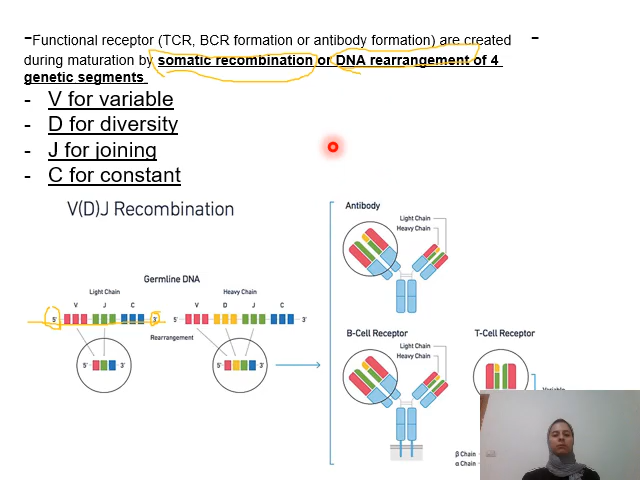 -Functional receptor (TCR, BCR formation or antibody formation) are created -
during maturation by somatic recombination or DNA rearrangement of 4
genetic segments
- V for variable
- D for diversity
- J for joining
- C for constant
V(D)J Recombination
Antibody
Light Chain
Heavy Chain
Germline DNA
Light Chain Heavy Chain
V J C V D J C
5' 3' 5' 3'
Rearrangement
5' 3' 5' 3'
B-Cell Receptor T-Cell Receptor
Light Chain
Heavy Chain
Variable
β Chain
α Chain